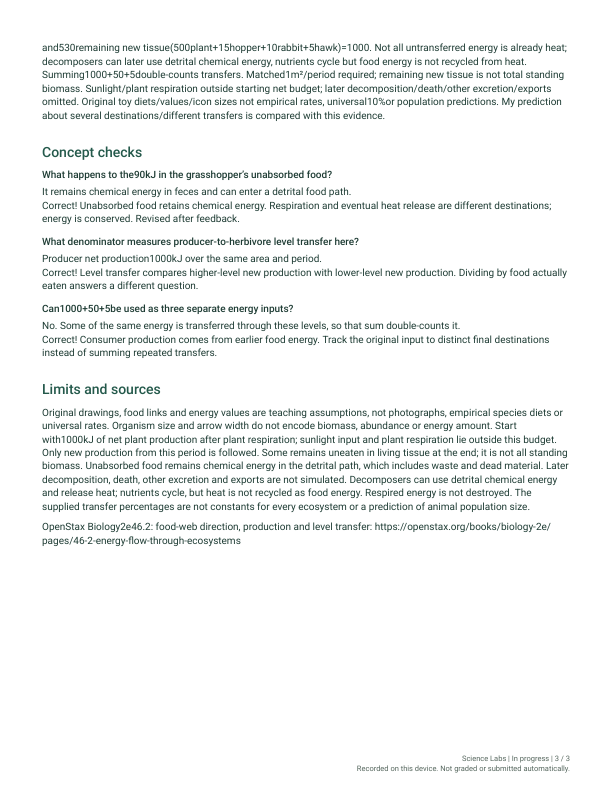 and530remaining new tissue(500plant+15hopper+10rabbit+5hawk)=1000. Not all untransferred energy is already heat;
decomposers can later use detrital chemical energy, nutrients cycle but food energy is not recycled from heat.
Summing1000+50+5double-counts transfers. Matched1m²/period required; remaining new tissue is not total standing
biomass. Sunlight/plant respiration outside starting net budget; later decomposition/death/other excretion/exports
omitted. Original toy diets/values/icon sizes not empirical rates, universal10%or population predictions. My prediction
about several destinations/different transfers is compared with this evidence.
Concept checks
What happens to the90kJ in the grasshopper's unabsorbed food?
It remains chemical energy in feces and can enter a detrital food path.
Correct! Unabsorbed food retains chemical energy. Respiration and eventual heat release are different destinations;
energy is conserved. Revised after feedback.
What denominator measures producer-to-herbivore level transfer here?
Producer net production1000kJ over the same area and period.
Correct! Level transfer compares higher-level new production with lower-level new production. Dividing by food actually
eaten answers a different question.
Can1000+50+5be used as three separate energy inputs?
No. Some of the same energy is transferred through these levels, so that sum double-counts it.
Correct! Consumer production comes from earlier food energy. Track the original input to distinct final destinations
instead of summing repeated transfers.
Limits and sources
Original drawings, food links and energy values are teaching assumptions, not photographs, empirical species diets or
universal rates. Organism size and arrow width do not encode biomass, abundance or energy amount. Start
with1000kJ of net plant production after plant respiration; sunlight input and plant respiration lie outside this budget.
Only new production from this period is followed. Some remains uneaten in living tissue at the end; it is not all standing
biomass. Unabsorbed food remains chemical energy in the detrital path, which includes waste and dead material. Later
decomposition, death, other excretion and exports are not simulated. Decomposers can use detrital chemical energy
and release heat; nutrients cycle, but heat is not recycled as food energy. Respired energy is not destroyed. The
supplied transfer percentages are not constants for every ecosystem or a prediction of animal population size.
OpenStax Biology2e46.2: food-web direction, production and level transfer: https://openstax.org/books/biology-2e/
pages/46-2-energy-flow-through-ecosystems
Science Labs | In progress | 3 / 3
Recorded on this device. Not graded or submitted automatically.